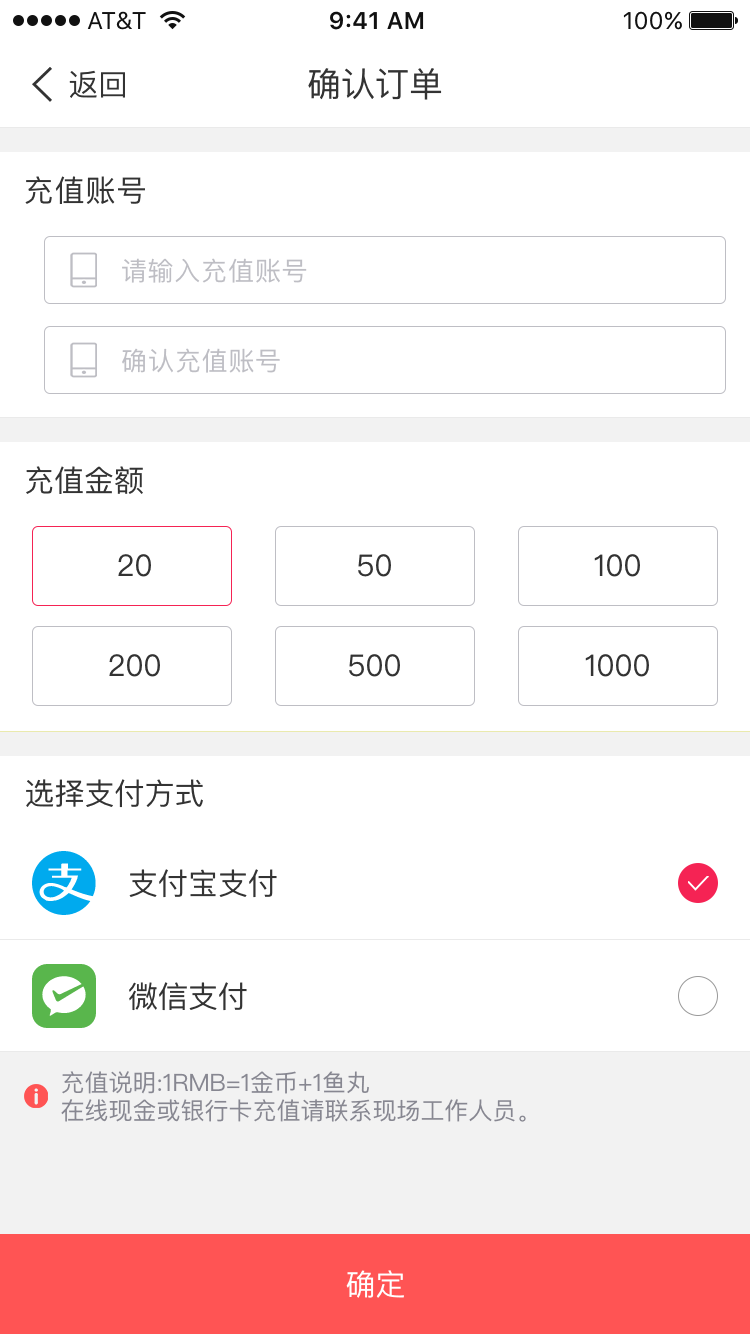 AT&T 9:41 AM 100%
返回 确认订单
充值账号
请输入充值账号
确认充值账号
充值金额
20 50 100
200 500 1000
选择支付方式
支 支付宝支付
微信支付
充值说明:1RMB=1金币+1鱼丸
在线现金或银行卡充值请联系现场工作人员。
确定